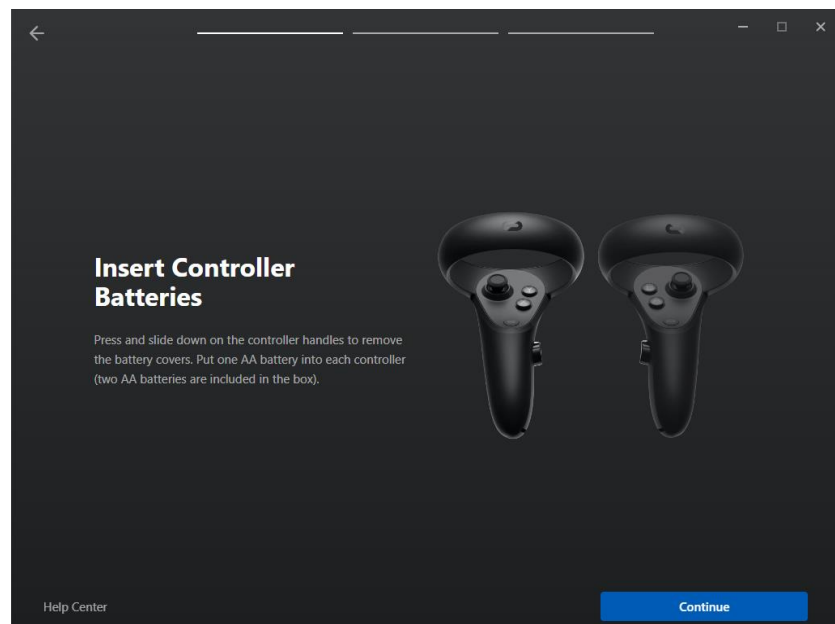 Insert Controller
Batteries
Press and slide down on the controller handles to remove
the battery covers. Put one AA battery into each controller
(two AA batteries are included in the box).
Help Center
Continue